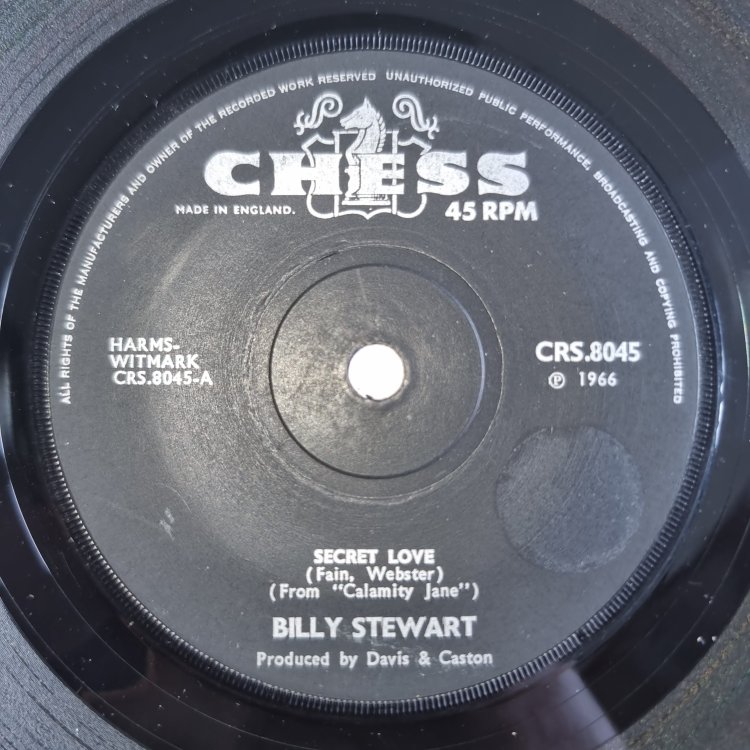 ALL RIGHTS OF THE MANUFACTURERS AND OWNER OF THE RECORDED WORK RESERVED UNAUTHORIZED PUBLIC PERFORMANCE, BROADCASTING AND COPYING PROHIBITED
CHESS
MADE IN ENGLAND.
45 RPM
HARMS-
WITMARK
CRS.8045-A
CRS.8045
Ⓟ 1966
SECRET LOVE
(Fain, Webster)
(From "Calamity Jane")
BILLY STEWART
Produced by Davis & Caston